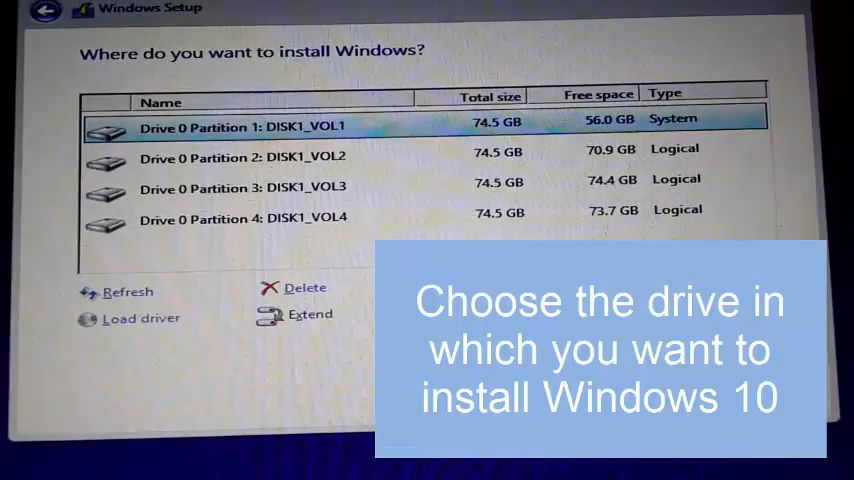 Windows Setup
Where do you want to install Windows?
Name Total size Free space Type
Drive 0 Partition 1: DISK1_VOL1 74.5 GB 56.0 GB System
Drive 0 Partition 2: DISK1_VOL2 74.5 GB 70.9 GB Logical
Drive 0 Partition 3: DISK1_VOL3 74.5 GB 74.4 GB Logical
Drive 0 Partition 4: DISK1_VOL4 74.5 GB 73.7 GB Logical
Refresh Delete
Load driver Extend
Choose the drive in
which you want to
install Windows 10